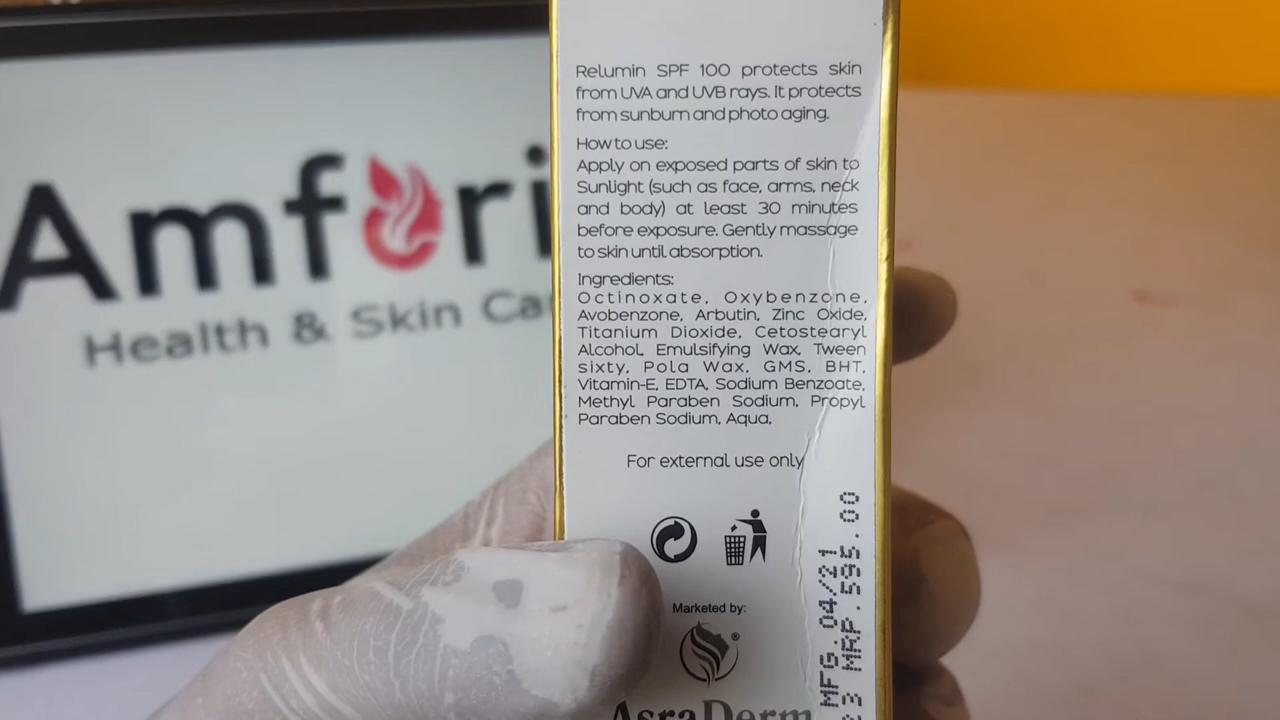 Relumin SPF 100 protects skin
from UVA and UVB rays. It protects
from sunburn and photo aging.
How to use:
Apply on exposed parts of skin to
Sunlight (such as face, arms, neck
and body) at least 30 minutes
before exposure. Gently massage
to skin until absorption.
Ingredients:
Octinoxate, Oxybenzone,
Avobenzone, Arbutin, Zinc Oxide,
Titanium Dioxide, Cetostearyl
Alcohol, Emulsifying Wax, Tween
sixty, Pola Wax, GMS, BHT,
Vitamin-E, EDTA, Sodium Benzoate,
Methyl Paraben Sodium, Propyl
Paraben Sodium, Aqua,
For external use only
Marketed by:
®
AsraDerm
MFG. 04/21
MRP.595.00
Amfori
Health & Skin Ca